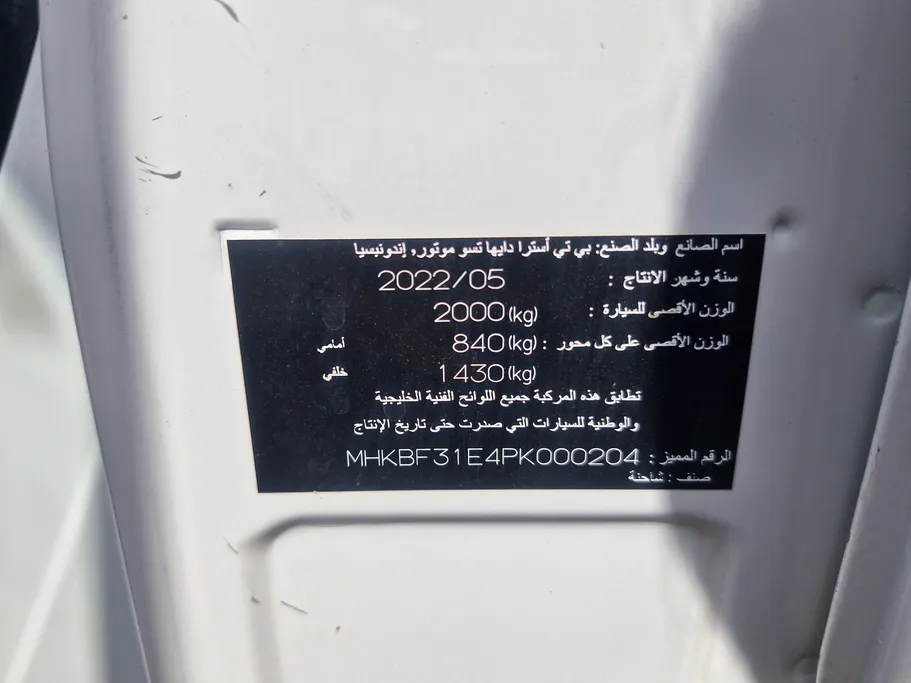 اسم الصانع وبلد الصنع: بي تي أسترا دايها تسو موتور, إندونيسيا
سنة وشهر الانتاج : 2022/05
الوزن الأقصى للسيارة : 2000(kg)
الوزن الأقصى على كل محور : 840(kg) أمامي
1430(kg) خلفي
تطابق هذه المركبة جميع اللوائح الفنية الخليجية
والوطنية للسيارات التي صدرت حتى تاريخ الإنتاج
الرقم المميز : MHKBF31E4PK000204
صنف : شاحنة